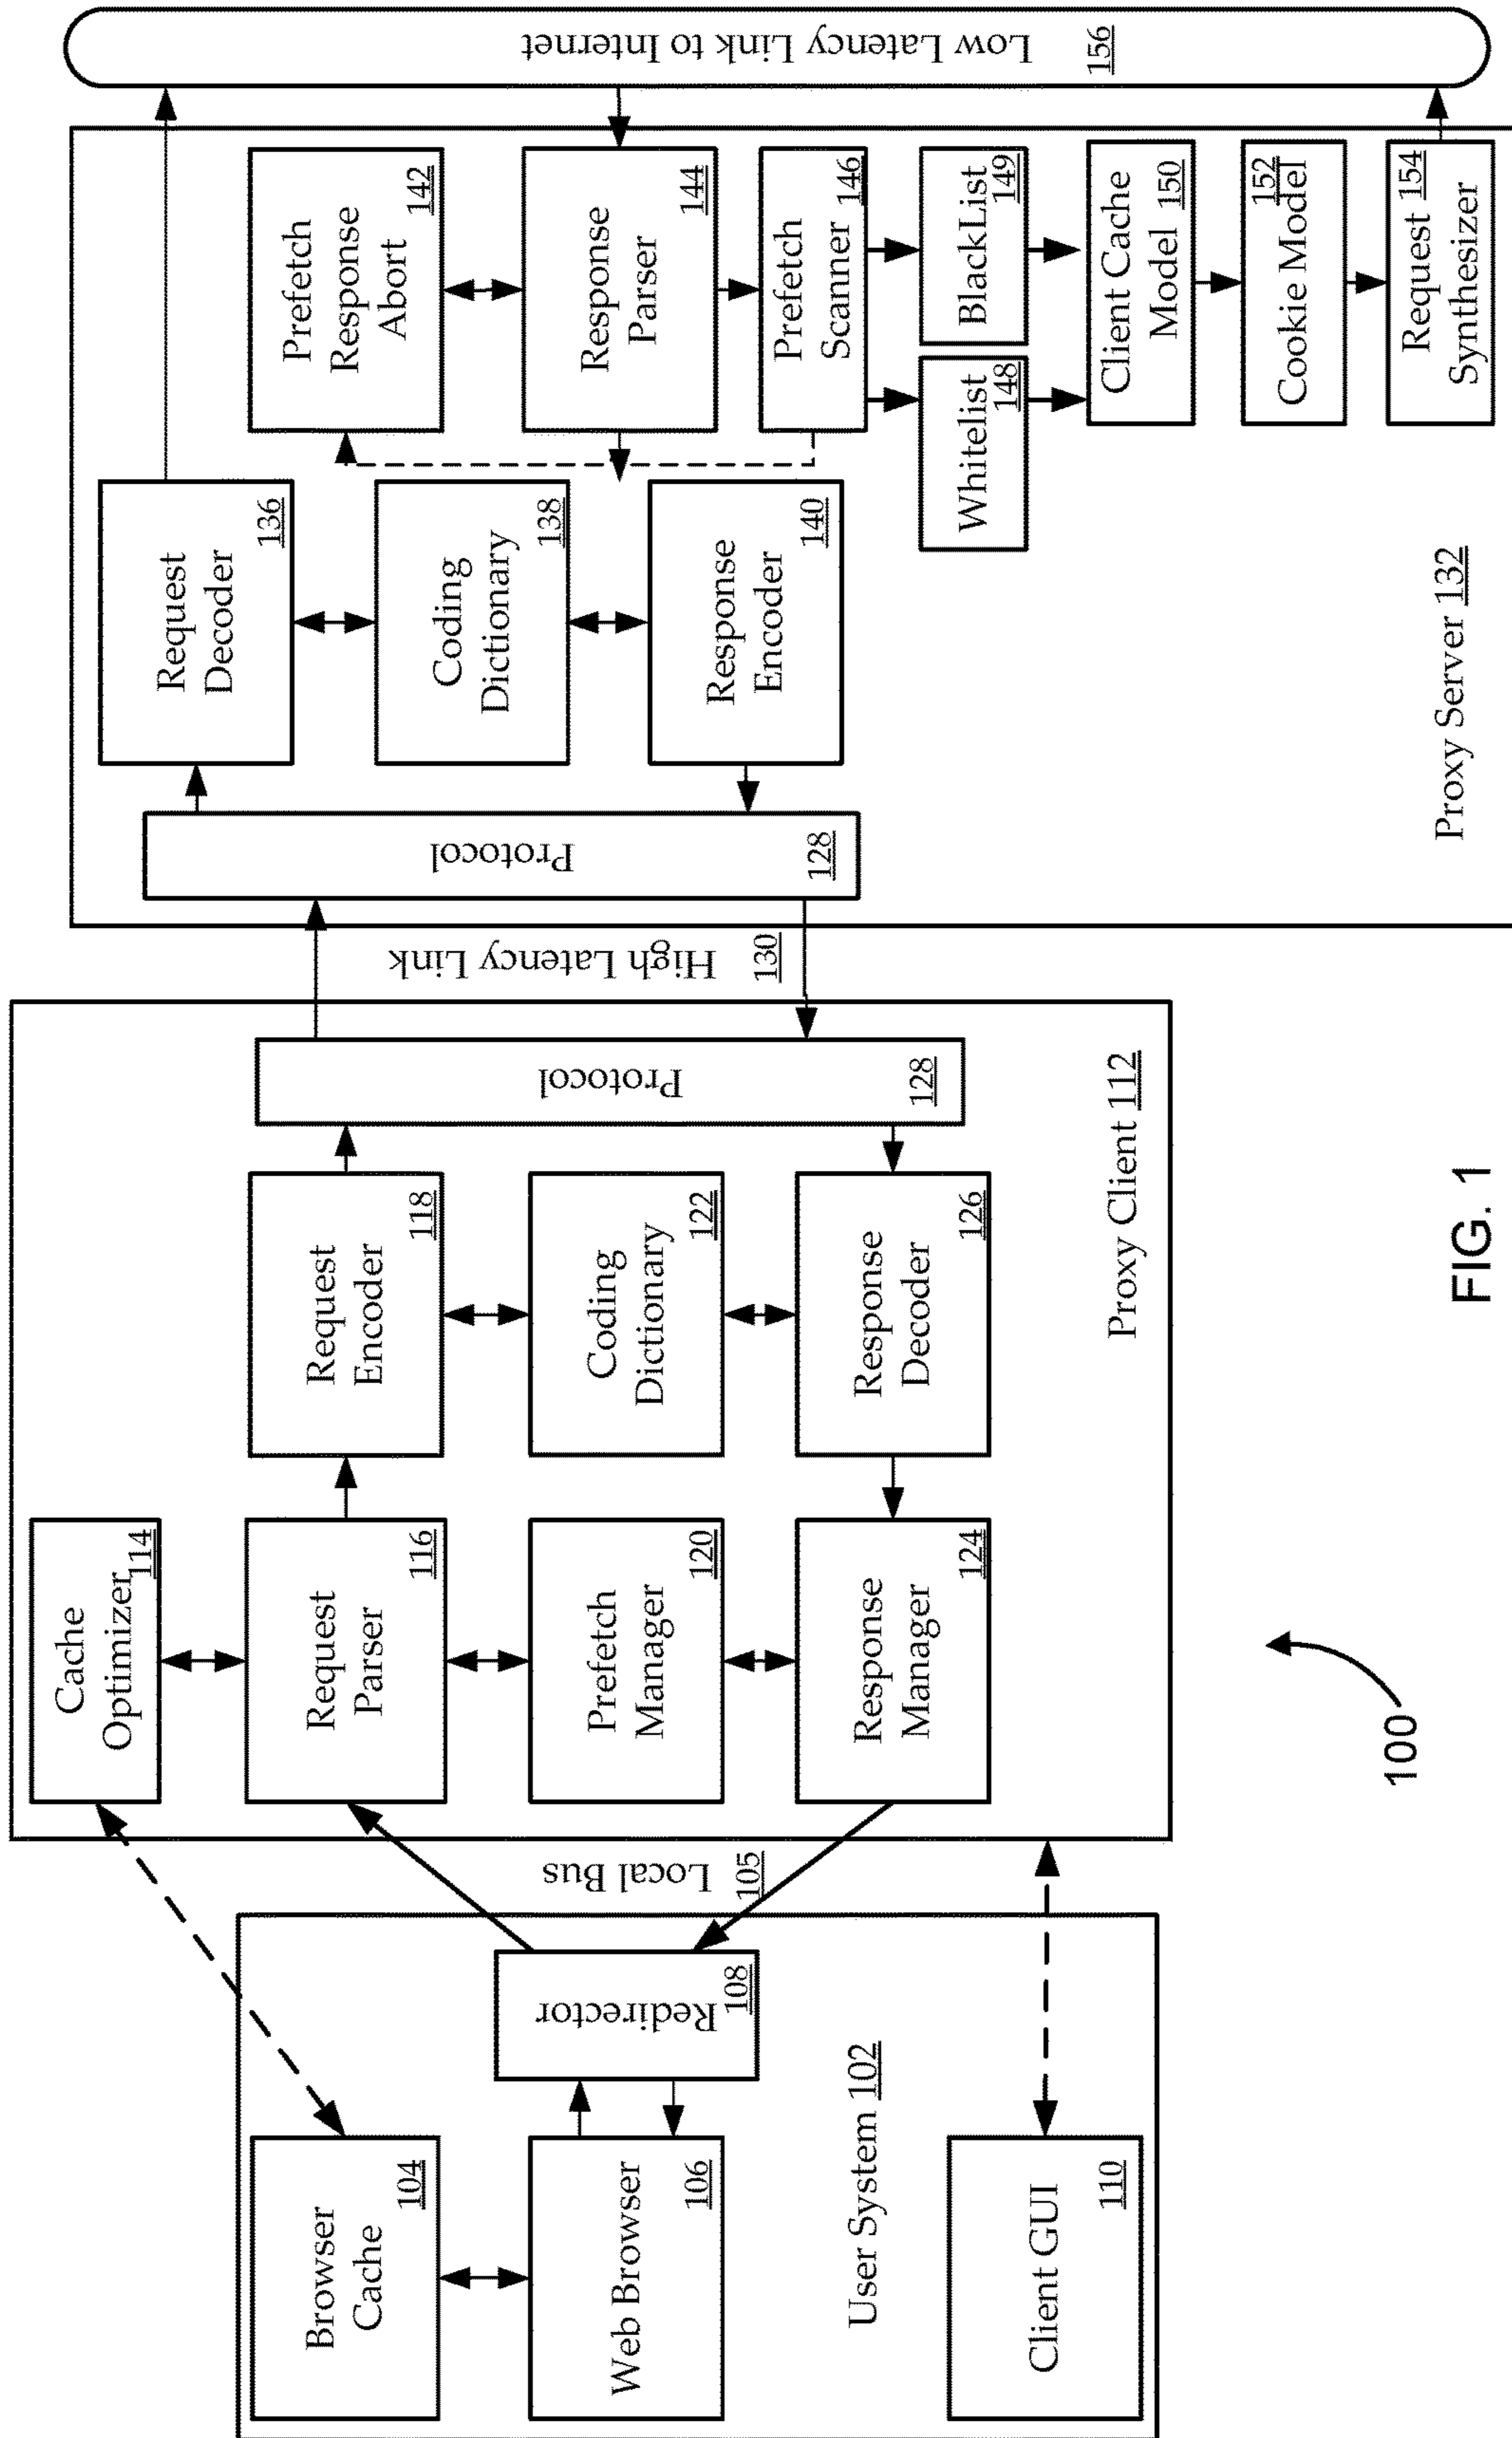 Browser
Cache
104
Web Browser
106
Redirector
108
User System 102
Client GUI
110
Local Bus
105
Cache
Optimizer
114
Request
Parser
116
Prefetch
Manager
120
Response
Manager
124
Request
Encoder
118
Coding
Dictionary
122
Response
Decoder
126
Protocol
128
Proxy Client 112
High Latency Link
130
Protocol
128
Request
Decoder
136
Coding
Dictionary
138
Response
Encoder
140
Prefetch
Response
Abort
142
Response
Parser
144
Prefetch
Scanner
146
Whitelist
148
BlackList
149
Client Cache
Model 150
152
Cookie Model
Request 154
Synthesizer
Proxy Server 132
Low Latency Link to Internet
156
100
FIG. 1